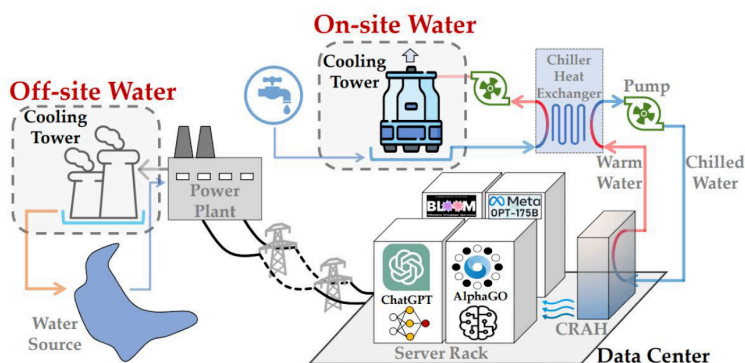 On-site Water
Cooling
Tower
Chiller
Heat
Exchanger
Pump
Off-site Water
Cooling
Tower
Power
Plant
Warm
Water
Chilled
Water
BLOOM
Meta
OPT-175B
ChatGPT
AlphaGO
Water
Source
Server Rack
CRAH
Data Center